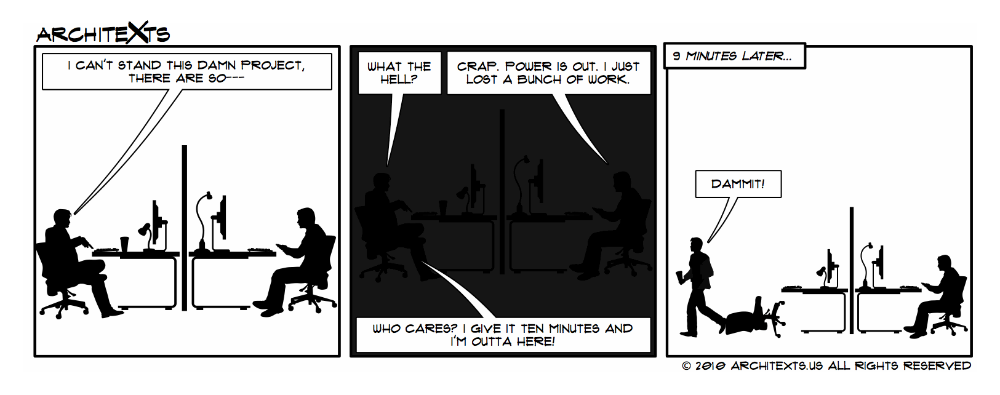 ARCHITEXTS
I CAN'T STAND THIS DAMN PROJECT,
THERE ARE SO---
WHAT THE
HELL?
CRAP. POWER IS OUT. I JUST
LOST A BUNCH OF WORK.
WHO CARES? I GIVE IT TEN MINUTES AND
I'M OUTTA HERE!
9 MINUTES LATER...
DAMMIT!
© 2010 ARCHITEXTS.US ALL RIGHTS RESERVED